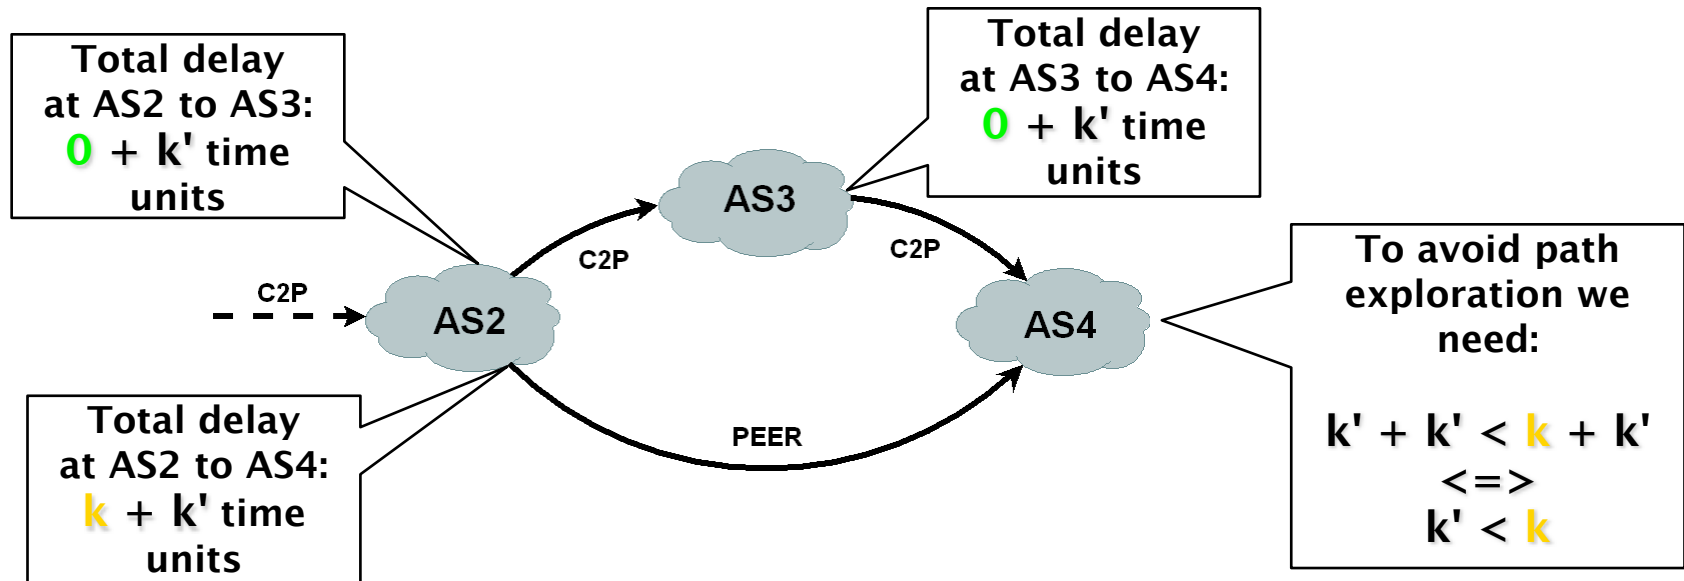 Total delay
at AS2 to AS3:
0 + k' time
units
Total delay
at AS3 to AS4:
0 + k' time
units
AS3
C2P
C2P
C2P
AS2
AS4
PEER
Total delay
at AS2 to AS4:
k + k' time
units
To avoid path
exploration we
need:
k' + k' < k + k'
<=>
k' < k